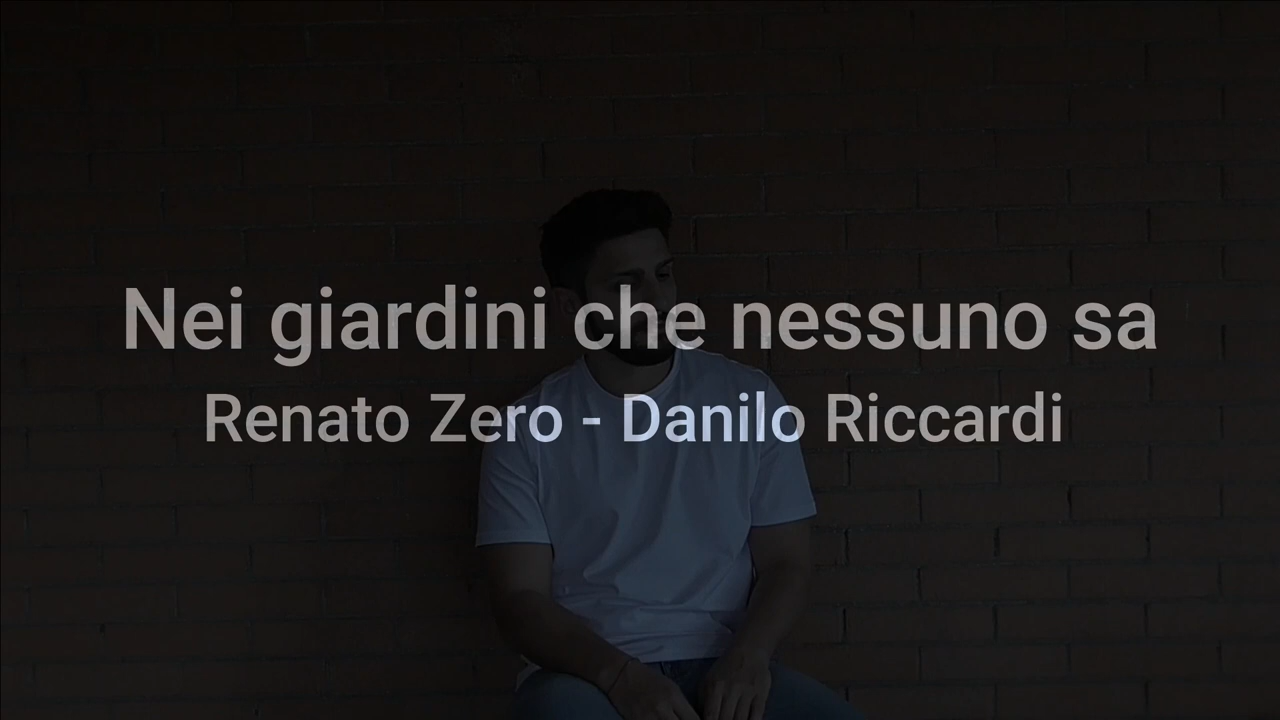 Nei giardini che nessuno sa
Renato Zero - Danilo Riccardi